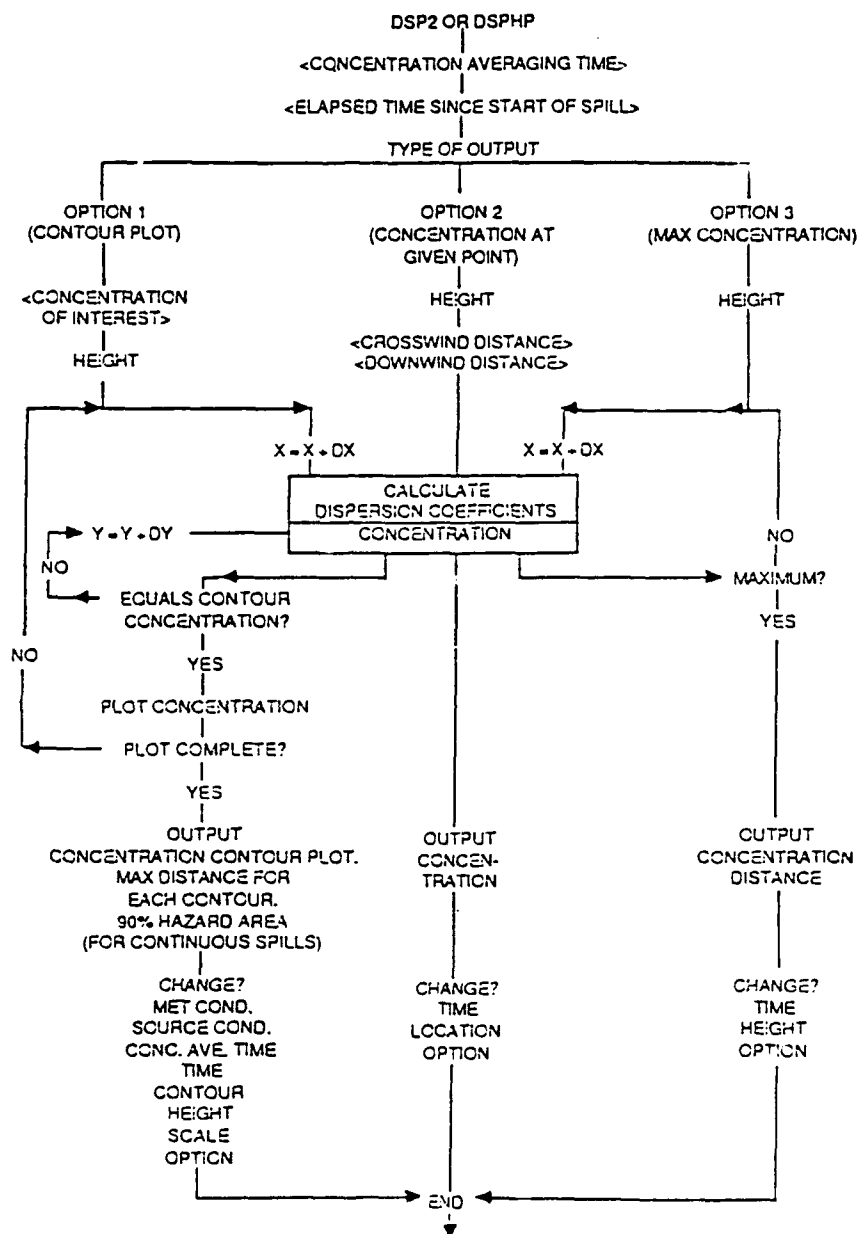 DSP2 OR DSPHP
<CONCENTRATION AVERAGING TIME>
<ELAPSED TIME SINCE START OF SPILL>
TYPE OF OUTPUT
OPTION 1
(CONTOUR PLOT)
<CONCENTRATION
OF INTEREST>
HEIGHT
OPTION 2
(CONCENTRATION AT
GIVEN POINT)
HEIGHT
<CROSSWIND DISTANCE>
<DOWNWIND DISTANCE>
OPTION 3
(MAX CONCENTRATION)
HEIGHT
X = X + DX
X = X + DX
CALCULATE
DISPERSION COEFFICIENTS
CONCENTRATION
Y = Y + DY
NO
EQUALS CONTOUR
CONCENTRATION?
NO
YES
PLOT CONCENTRATION
PLOT COMPLETE?
YES
NO
MAXIMUM?
YES
OUTPUT
CONCENTRATION CONTOUR PLOT.
MAX DISTANCE FOR
EACH CONTOUR.
90% HAZARD AREA
(FOR CONTINUOUS SPILLS)
OUTPUT
CONCEN-
TRATION
OUTPUT
CONCENTRATION
DISTANCE
CHANGE?
MET COND.
SOURCE COND.
CONC. AVE. TIME
TIME
CONTOUR
HEIGHT
SCALE
OPTION
CHANGE?
TIME
LOCATION
OPTION
CHANGE?
TIME
HEIGHT
OPTION
END